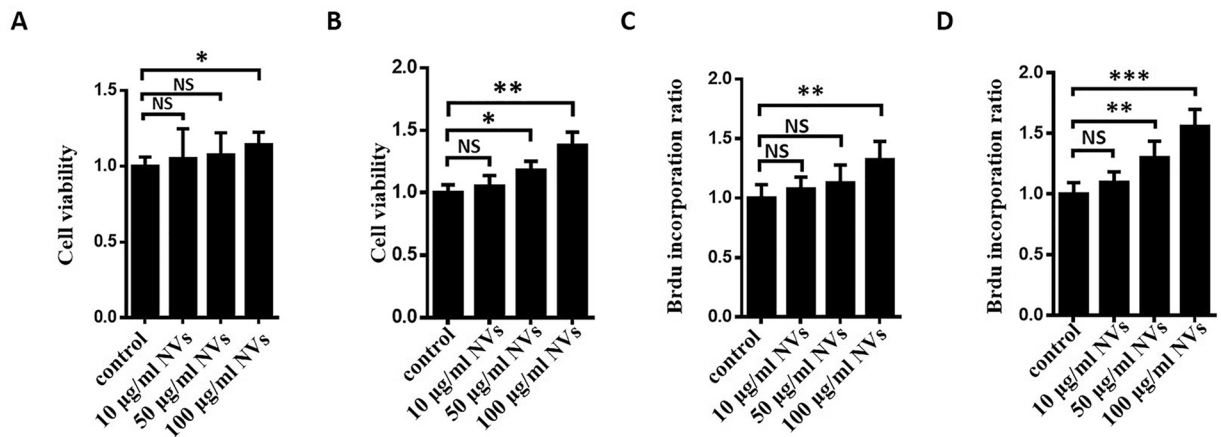 A
Cell viability
1.5
1.0
0.5
0.0
*
NS
NS
control
10 μg/ml NVs
50 μg/ml NVs
100 μg/ml NVs
B
Cell viability
2.0
1.5
1.0
0.5
0.0
**
*
NS
control
10 μg/ml NVs
50 μg/ml NVs
100 μg/ml NVs
C
Brdu incorporation ratio
2.0
1.5
1.0
0.5
0.0
**
NS
NS
control
10 μg/ml NVs
50 μg/ml NVs
100 μg/ml NVs
D
Brdu incorporation ratio
2.0
1.5
1.0
0.5
0.0
***
**
NS
control
10 μg/ml NVs
50 μg/ml NVs
100 μg/ml NVs